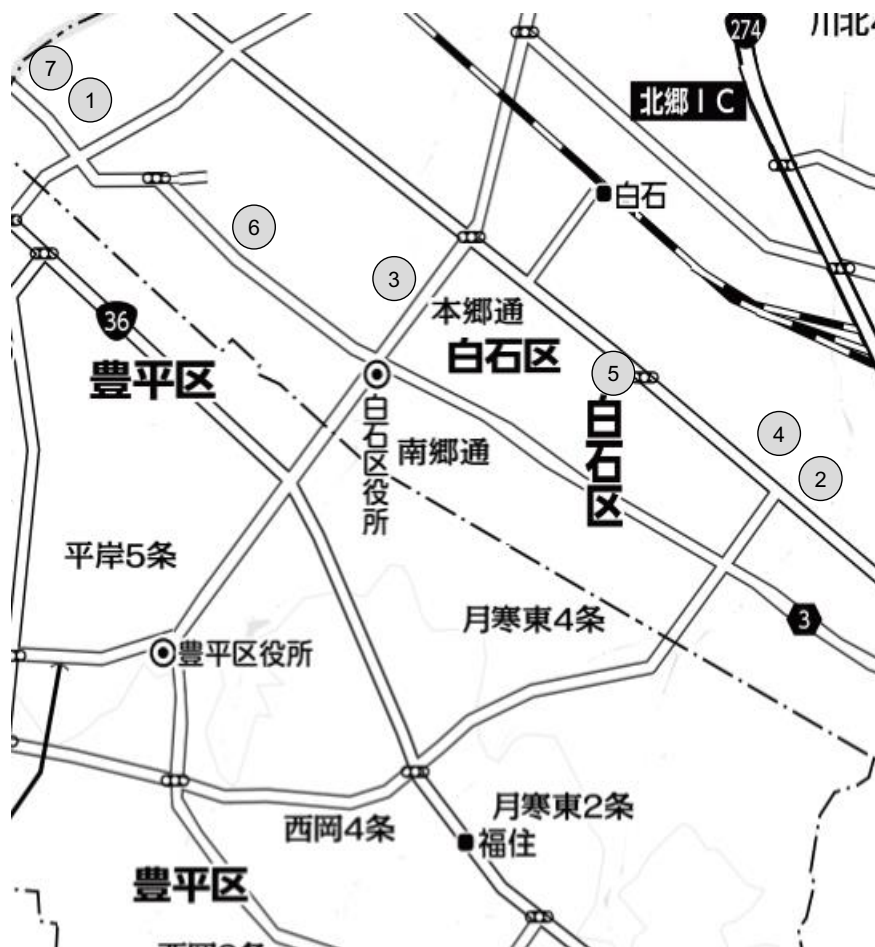 274
川北
7
1
北郷IC
白石
6
3
本郷通
36
白石区
豊平区
5
白石区
白石区役所
南郷通
4
2
平岸5条
月寒東4条
3
豊平区役所
月寒東2条
西岡4条
福住
豊平区